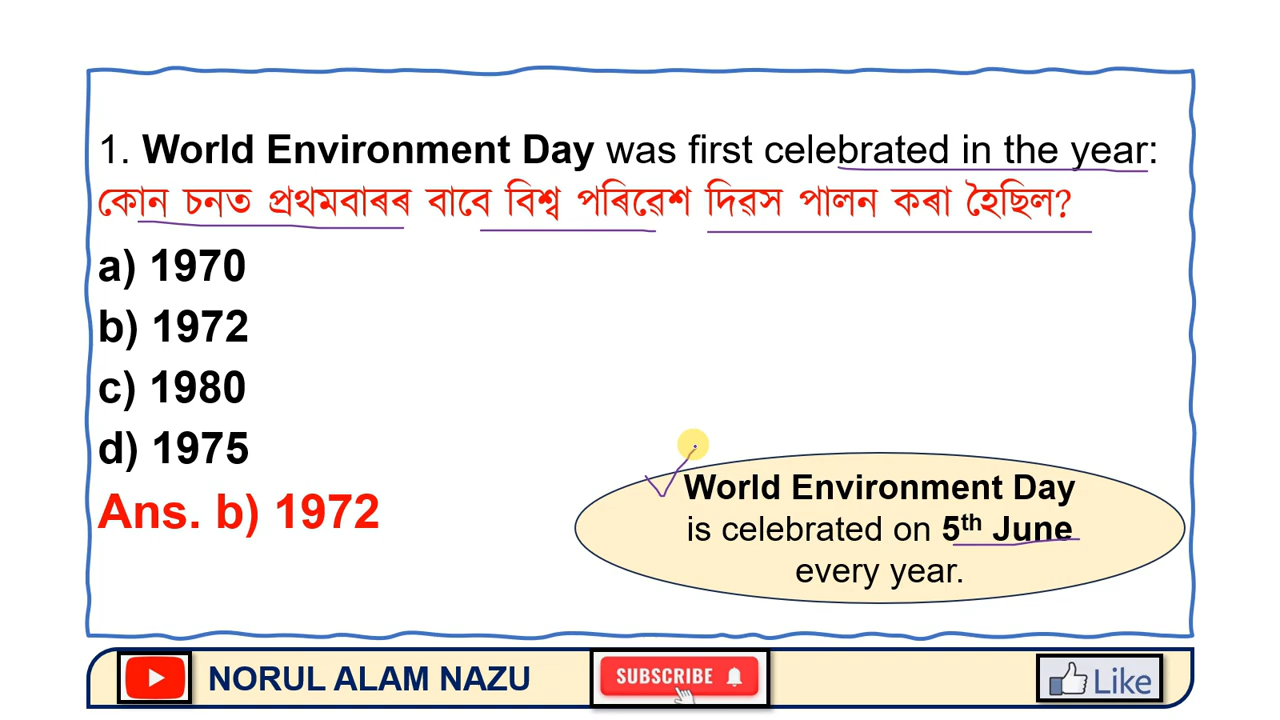 1. World Environment Day was first celebrated in the year:
কোন চনত প্ৰথমবাৰৰ বাবে বিশ্ব পৰিৱেশ দিৱস পালন কৰা হৈছিল?
a) 1970
b) 1972
c) 1980
d) 1975
Ans. b) 1972
World Environment Day
is celebrated on 5th June
every year.
NORUL ALAM NAZU
SUBSCRIBE
Like